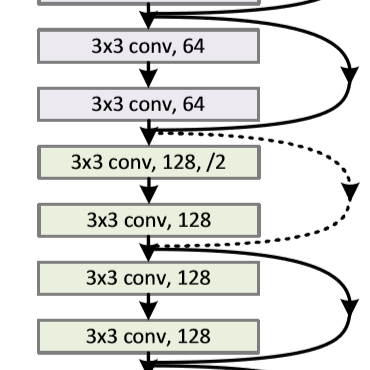 3x3 conv, 64
3x3 conv, 64
3x3 conv, 128, /2
3x3 conv, 128
3x3 conv, 128
3x3 conv, 128